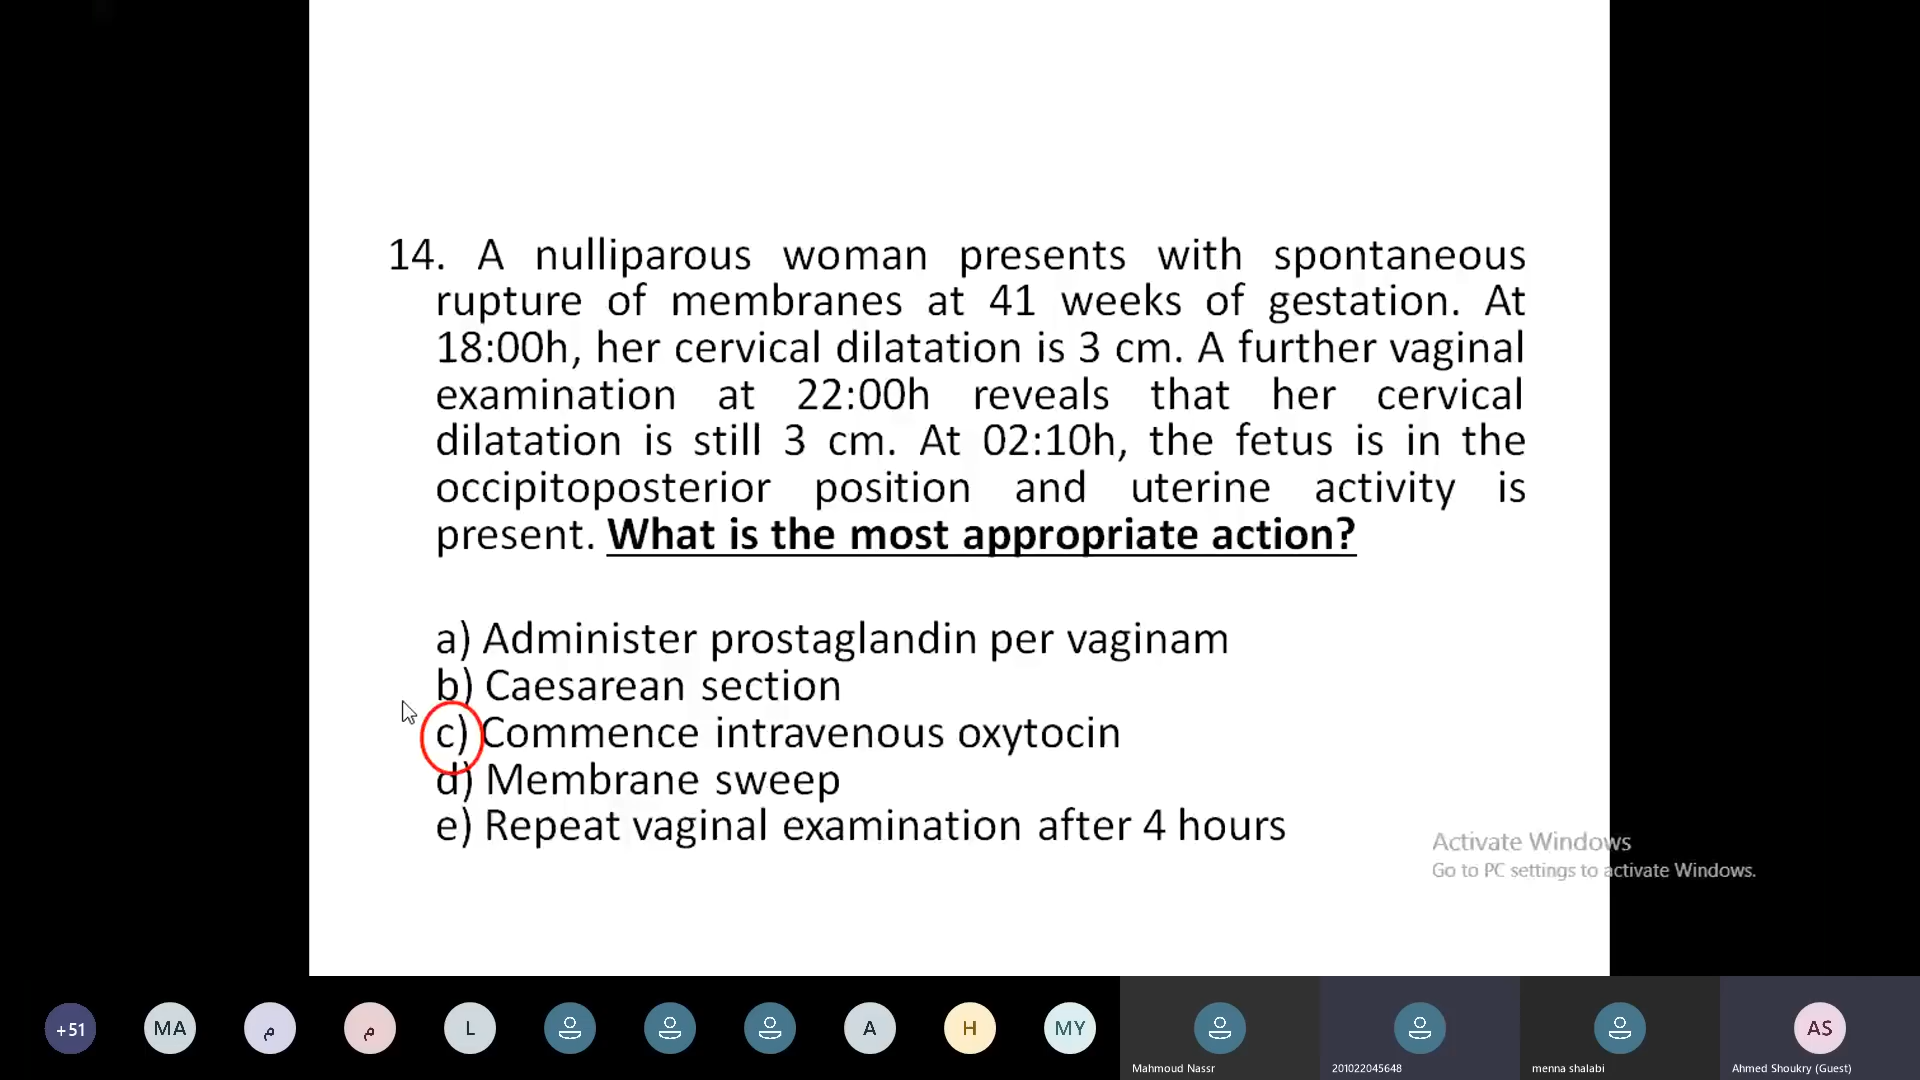 14. A nulliparous woman presents with spontaneous
rupture of membranes at 41 weeks of gestation. At
18:00h, her cervical dilatation is 3 cm. A further vaginal
examination at 22:00h reveals that her cervical
dilatation is still 3 cm. At 02:10h, the fetus is in the
occipitoposterior position and uterine activity is
present. What is the most appropriate action?
a) Administer prostaglandin per vaginam
b) Caesarean section
c) Commence intravenous oxytocin
d) Membrane sweep
e) Repeat vaginal examination after 4 hours
Activate Windows
Go to PC settings to activate Windows.
+51
MA
م
م
L
A
H
MY
Mahmoud Nassr
201022045648
menna shalabi
AS
Ahmed Shoukry (Guest)